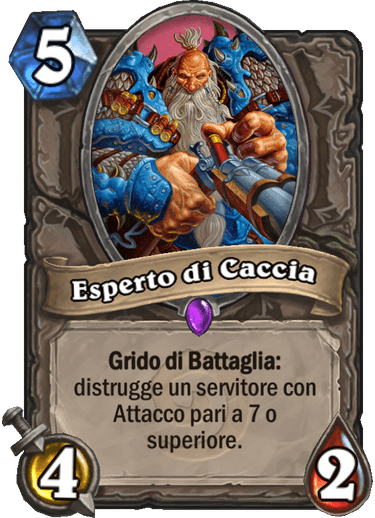 5
Esperto di Caccia
Grido di Battaglia:
distrugge un servitore con
Attacco pari a 7 o
superiore.
4
2